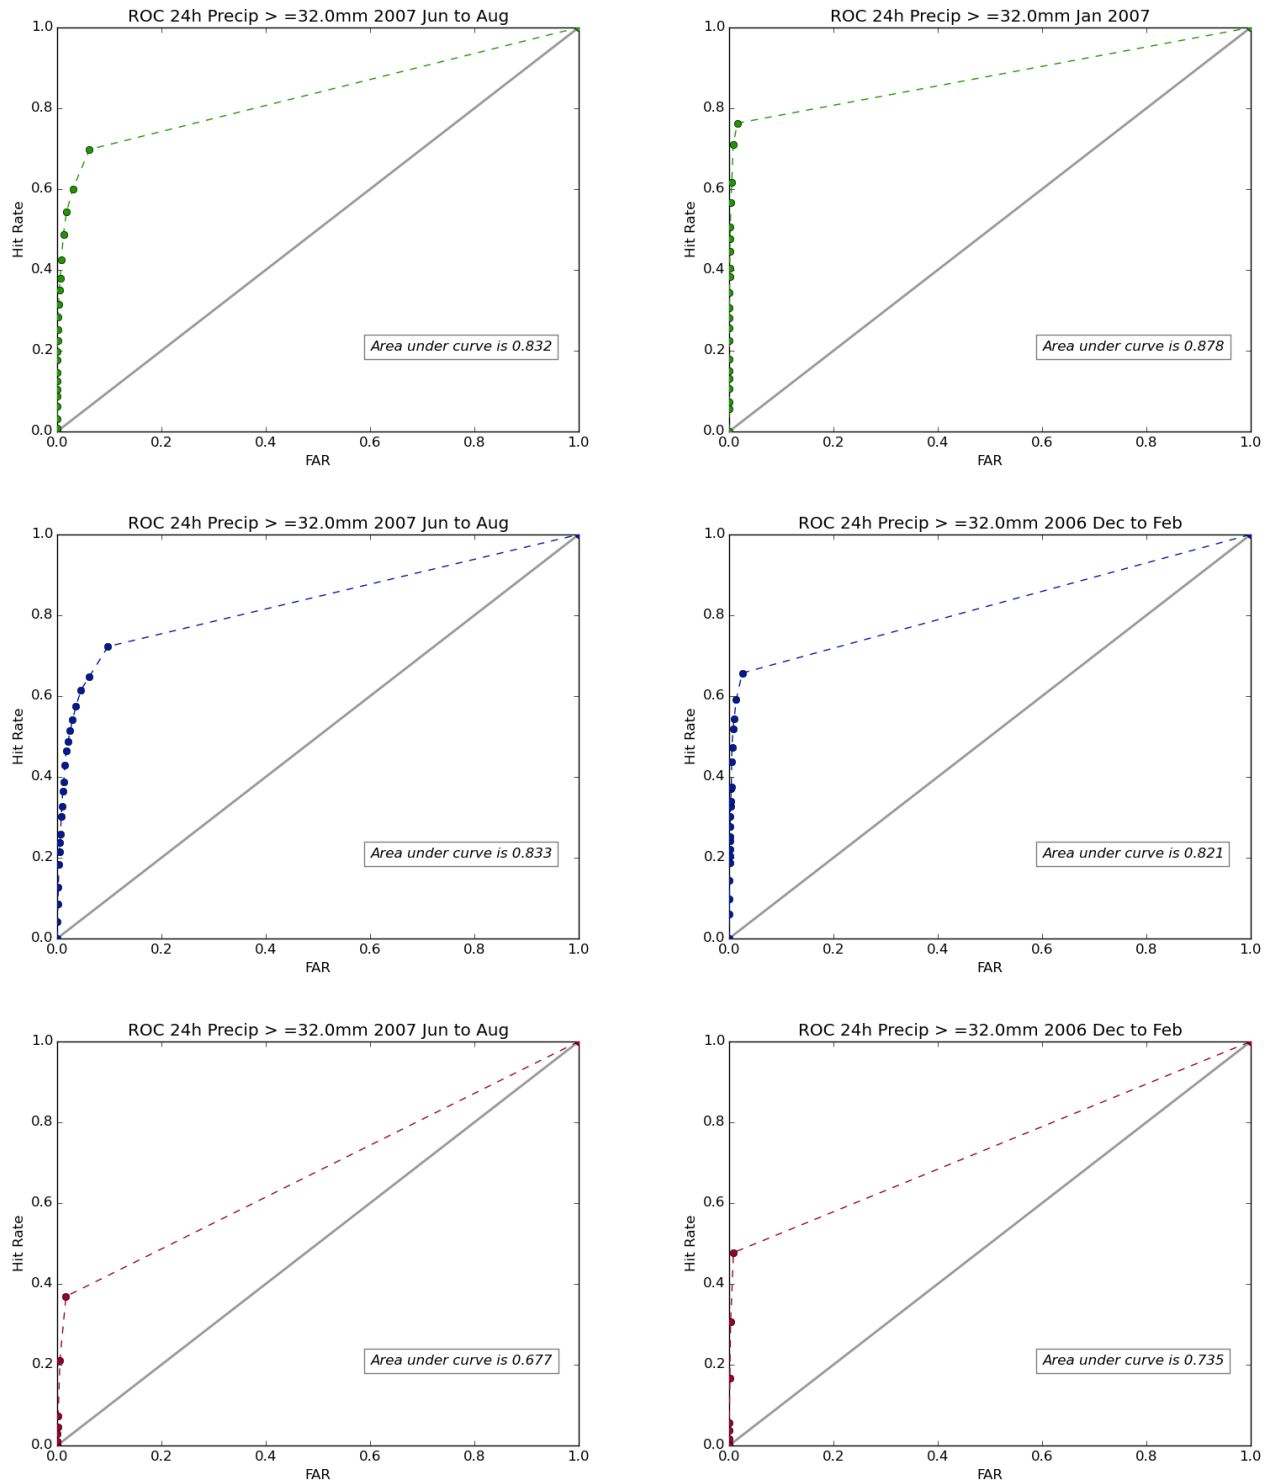 ROC 24h Precip > =32.0mm 2007 Jun to Aug
1.0
0.8
0.6
0.4
0.2
0.0
Hit Rate
Area under curve is 0.832
0.0 0.2 0.4 0.6 0.8 1.0
FAR
ROC 24h Precip > =32.0mm Jan 2007
1.0
0.8
0.6
0.4
0.2
0.0
Hit Rate
Area under curve is 0.878
0.0 0.2 0.4 0.6 0.8 1.0
FAR
ROC 24h Precip > =32.0mm 2007 Jun to Aug
1.0
0.8
0.6
0.4
0.2
0.0
Hit Rate
Area under curve is 0.833
0.0 0.2 0.4 0.6 0.8 1.0
FAR
ROC 24h Precip > =32.0mm 2006 Dec to Feb
1.0
0.8
0.6
0.4
0.2
0.0
Hit Rate
Area under curve is 0.821
0.0 0.2 0.4 0.6 0.8 1.0
FAR
ROC 24h Precip > =32.0mm 2007 Jun to Aug
1.0
0.8
0.6
0.4
0.2
0.0
Hit Rate
Area under curve is 0.677
0.0 0.2 0.4 0.6 0.8 1.0
FAR
ROC 24h Precip > =32.0mm 2006 Dec to Feb
1.0
0.8
0.6
0.4
0.2
0.0
Hit Rate
Area under curve is 0.735
0.0 0.2 0.4 0.6 0.8 1.0
FAR